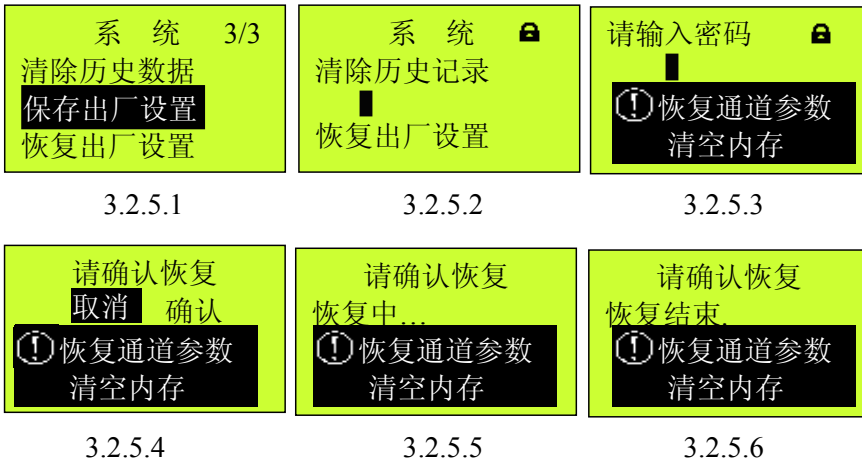 系 统 3/3
清除历史数据
保存出厂设置
恢复出厂设置
3.2.5.1
系 统
清除历史记录
恢复出厂设置
3.2.5.2
请输入密码
恢复通道参数
清空内存
3.2.5.3
请确认恢复
取消 确认
恢复通道参数
清空内存
3.2.5.4
请确认恢复
恢复中...
恢复通道参数
清空内存
3.2.5.5
请确认恢复
恢复结束.
恢复通道参数
清空内存
3.2.5.6